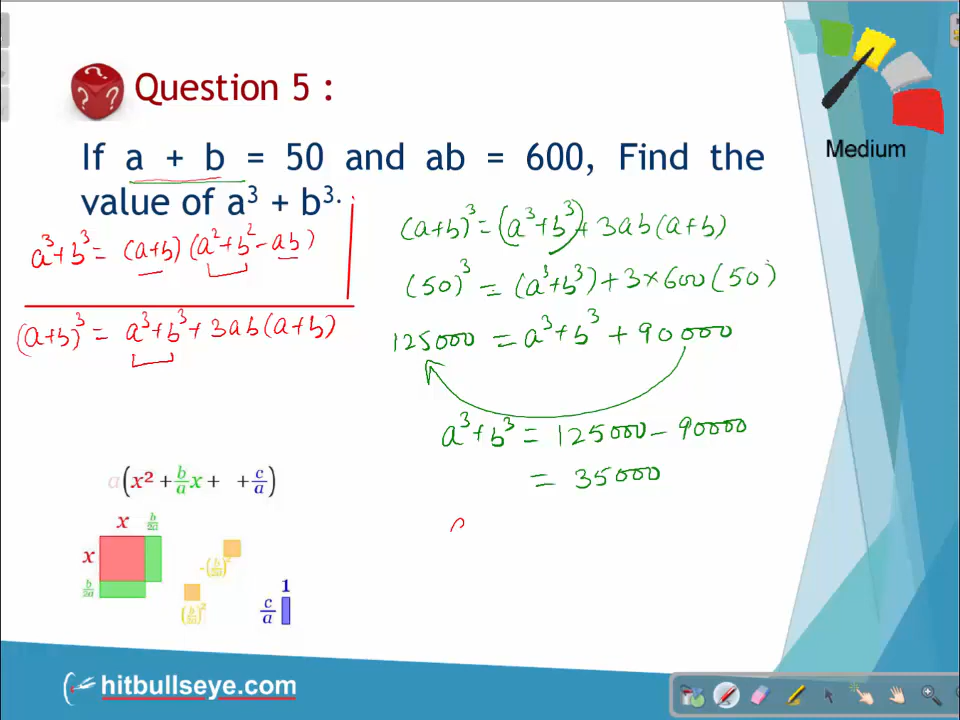 Question 5 :
Medium
If a + b = 50 and ab = 600, Find the
value of a³ + b³.
a³+b³ = (a+b) (a²+b²-ab)
(a+b)³ = a³+b³+3ab(a+b)
(a+b)³ = (a³+b³)+3ab(a+b)
(50)³ = (a³+b³)+3×600(50)
125000 = a³+b³+90000
a³+b³ = 125000-90000
= 35000
a(x² + b/a x + + c/a)
x b/2a
x
b/2a
-(b/2a)²
(b/2a)²
1
c/a
hitbullseye.com